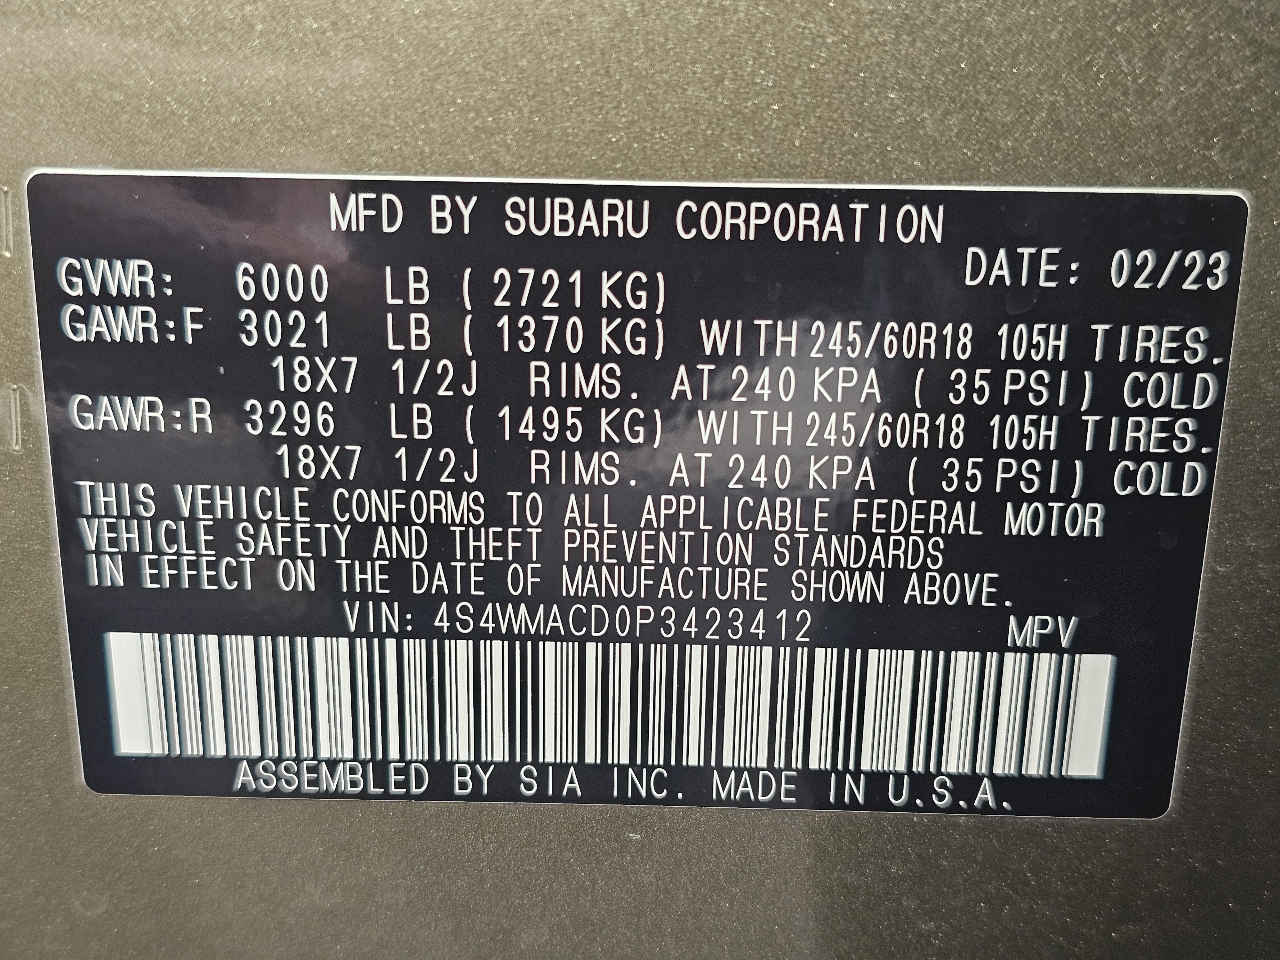 MFD BY SUBARU CORPORATION
DATE: 02/23
GVWR: 6000 LB ( 2721 KG)
GAWR:F 3021 LB ( 1370 KG) WITH 245/60R18 105H TIRES.
18X7 1/2J RIMS. AT 240 KPA ( 35 PSI) COLD
GAWR:R 3296 LB ( 1495 KG) WITH 245/60R18 105H TIRES.
18X7 1/2J RIMS. AT 240 KPA ( 35 PSI) COLD
THIS VEHICLE CONFORMS TO ALL APPLICABLE FEDERAL MOTOR
VEHICLE SAFETY AND THEFT PREVENTION STANDARDS
IN EFFECT ON THE DATE OF MANUFACTURE SHOWN ABOVE.
VIN: 4S4WMACD0P3423412 MPV
ASSEMBLED BY SIA INC. MADE IN U.S.A.